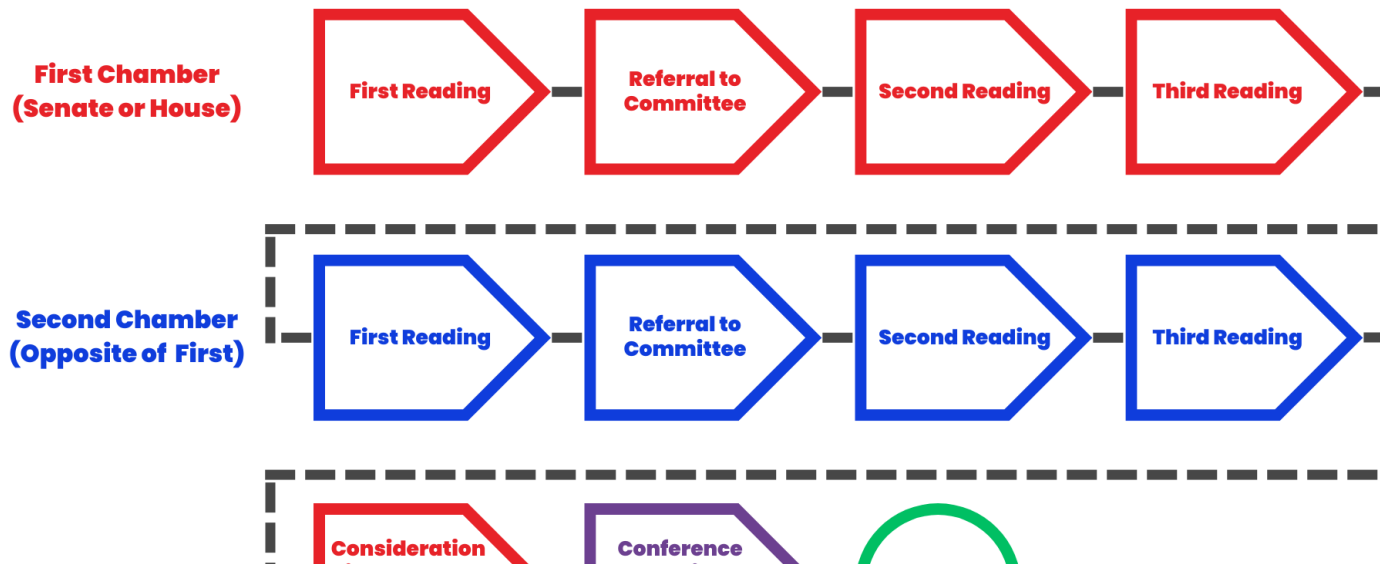 First Chamber
(Senate or House)
First Reading
Referral to
Committee
Second Reading
Third Reading
Second Chamber
(Opposite of First)
First Reading
Referral to
Committee
Second Reading
Third Reading
Consideration
Conference